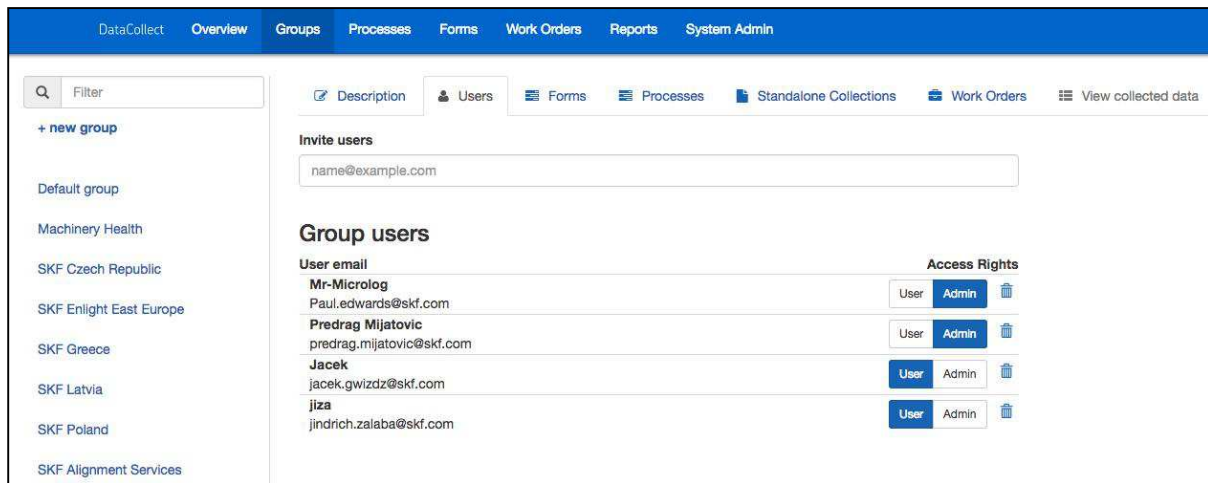 DataCollect Overview Groups Processes Forms Work Orders Reports System Admin
Filter
+ new group
Default group
Machinery Health
SKF Czech Republic
SKF Enlight East Europe
SKF Greece
SKF Latvia
SKF Poland
SKF Alignment Services
Description Users Forms Processes Standalone Collections Work Orders View collected data
Invite users
name@example.com
Group users
User email Access Rights
Mr-Microlog
Paul.edwards@skf.com
User Admin
Predrag Mijatovic
predrag.mijatovic@skf.com
User Admin
Jacek
jacek.gwizdz@skf.com
User Admin
jiza
jindrich.zalaba@skf.com
User Admin